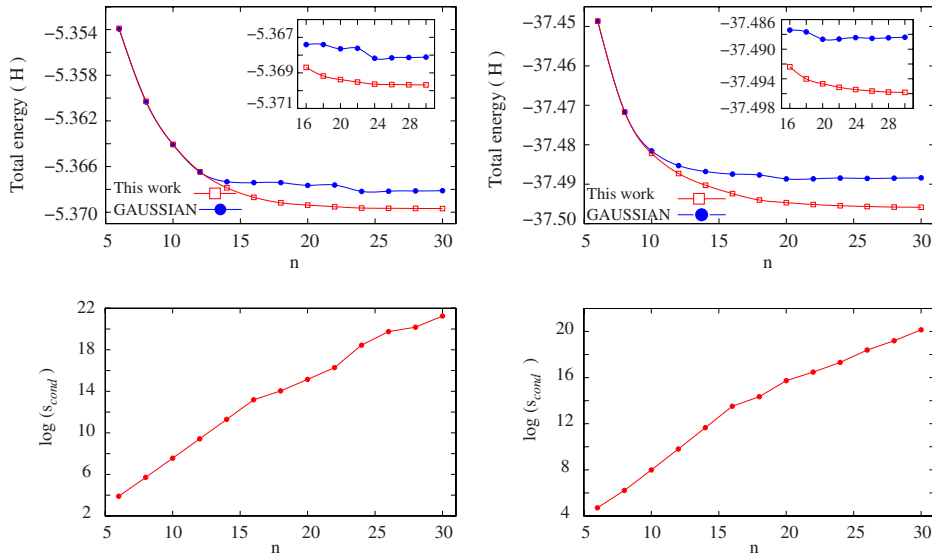 Total energy ( H )
-5.354
-5.358
-5.362
-5.366
-5.370
-5.367
-5.369
-5.371
16 20 24 28
This work
GAUSSIAN
5 10 15 20 25 30
n
Total energy ( H )
-37.45
-37.46
-37.47
-37.48
-37.49
-37.50
-37.486
-37.490
-37.494
-37.498
16 20 24 28
This work
GAUSSIAN
5 10 15 20 25 30
n
log (s_cond)
22
18
14
10
6
2
5 10 15 20 25 30
n
log (s_cond)
20
16
12
8
4
5 10 15 20 25 30
n